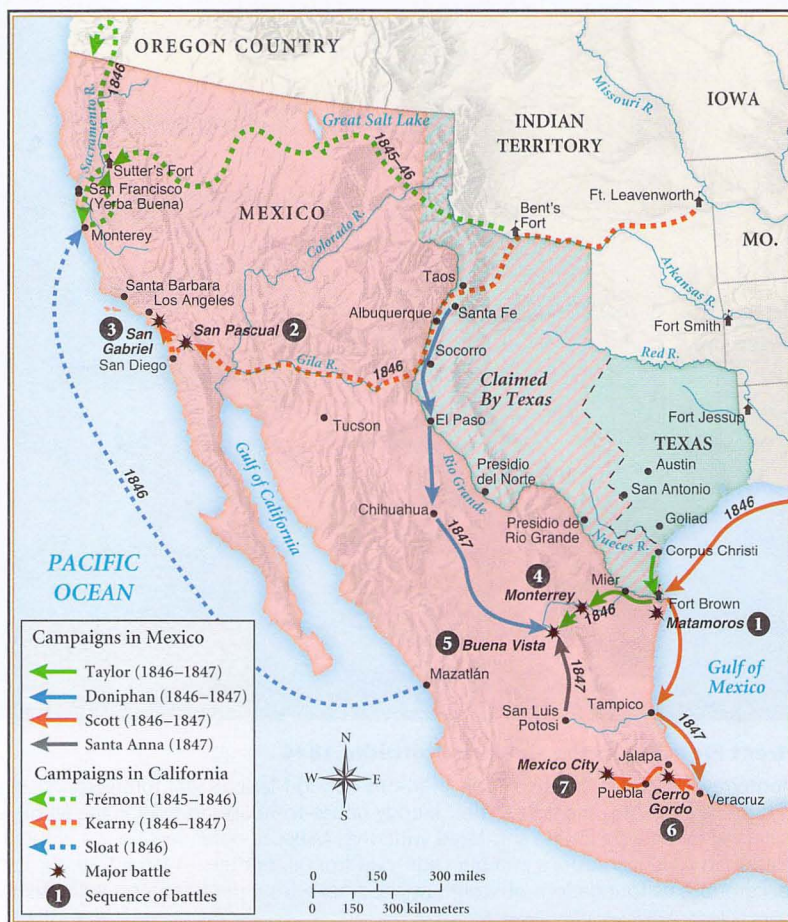 OREGON COUNTRY
1846
Sacramento R.
Missouri R.
IOWA
Great Salt Lake
INDIAN
TERRITORY
1845–46
Sutter's Fort
San Francisco
(Yerba Buena)
MEXICO
Ft. Leavenworth
Bent's
Fort
Monterey
Colorado R.
MO.
Arkansas R.
Taos
Santa Barbara
Los Angeles
Albuquerque
Santa Fe
3
San
Gabriel
San Pascual
2
Fort Smith
San Diego
Gila R.
1846
Socorro
Red R.
Claimed
By Texas
Tucson
El Paso
Fort Jessup
TEXAS
Gulf of California
Rio Grande
Presidio
del Norte
Austin
San Antonio
1846
Chihuahua
1847
Presidio de
Rio Grande
Goliad
1846
Nueces R.
Corpus Christi
PACIFIC
OCEAN
4
Monterrey
Mier
1846
Fort Brown
Matamoros
1
5
Buena Vista
Gulf of
Mexico
1847
Mazatlán
San Luis
Potosi
Tampico
1847
Mexico City
7
Jalapa
Puebla
Cerro
Gordo
6
Veracruz
Campaigns in Mexico
Taylor (1846–1847)
Doniphan (1846–1847)
Scott (1846–1847)
Santa Anna (1847)
Campaigns in California
Frémont (1845–1846)
Kearny (1846–1847)
Sloat (1846)
Major battle
1 Sequence of battles
N
W E
S
0 150 300 miles
0 150 300 kilometers